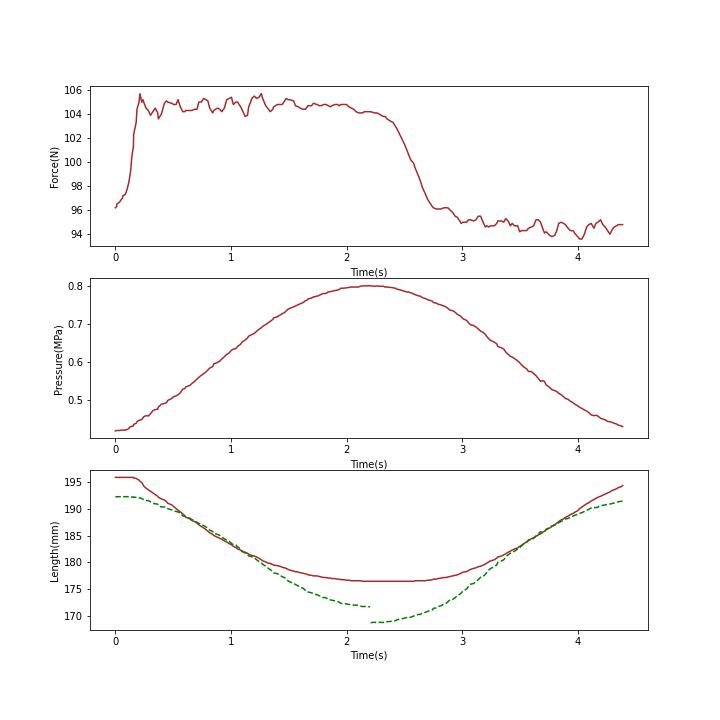 106
104
102
100
98
96
94
Force(N)
0 1 2 3 4
Time(s)
0.8
0.7
0.6
0.5
Pressure(MPa)
0 1 2 3 4
Time(s)
195
190
185
180
175
170
Length(mm)
0 1 2 3 4
Time(s)